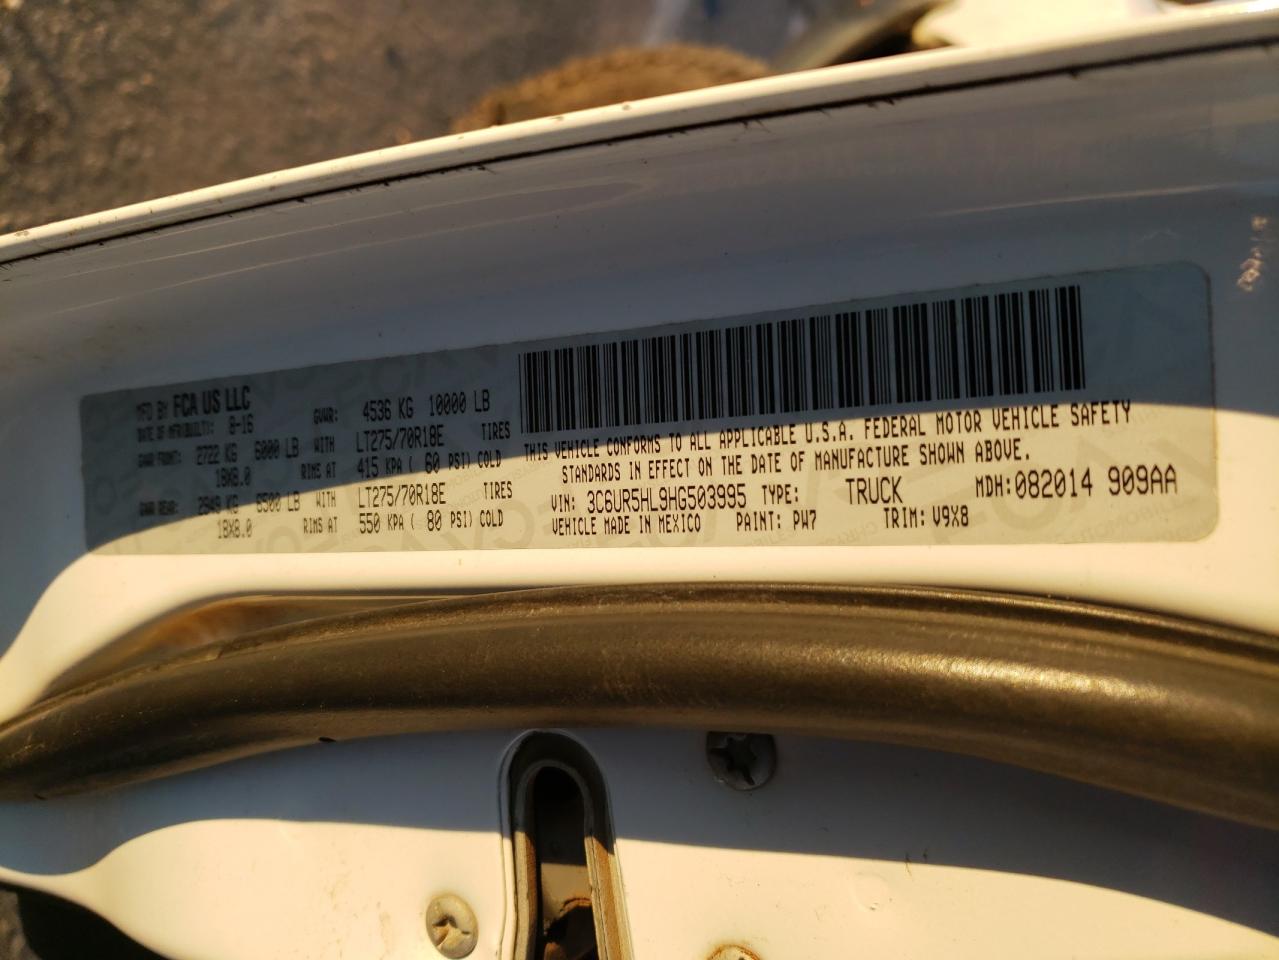 MFD BY FCA US LLC
DATE OF MFR(BUILT): 8-16 GVWR: 4536 KG 10000 LB
GAWR FRONT: 2722 KG 6000 LB WITH LT275/70R18E TIRES
18X8.0 RIMS AT 415 KPA ( 60 PSI) COLD
GAWR REAR: 2949 KG 6500 LB WITH LT275/70R18E TIRES
18X8.0 RIMS AT 550 KPA ( 80 PSI) COLD
THIS VEHICLE CONFORMS TO ALL APPLICABLE U.S.A. FEDERAL MOTOR VEHICLE SAFETY
STANDARDS IN EFFECT ON THE DATE OF MANUFACTURE SHOWN ABOVE.
VIN: 3C6UR5HL9HG503995 TYPE: TRUCK MDH:082014 909AA
VEHICLE MADE IN MEXICO PAINT: PW7 TRIM: V9X8